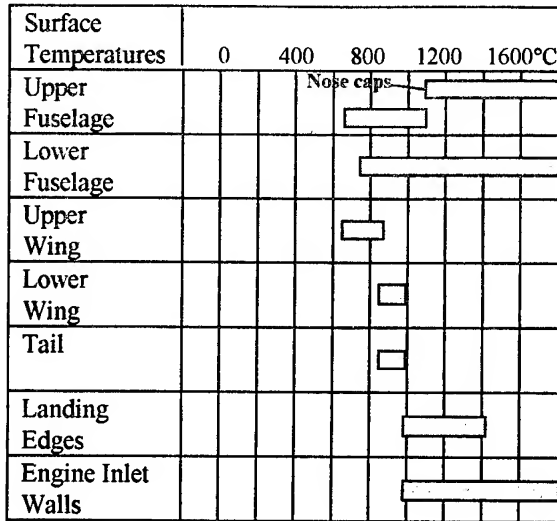 Surface
Temperatures 0 400 800 1200 1600°C
Upper Nose caps
Fuselage
Lower
Fuselage
Upper
Wing
Lower
Wing
Tail
Landing
Edges
Engine Inlet
Walls